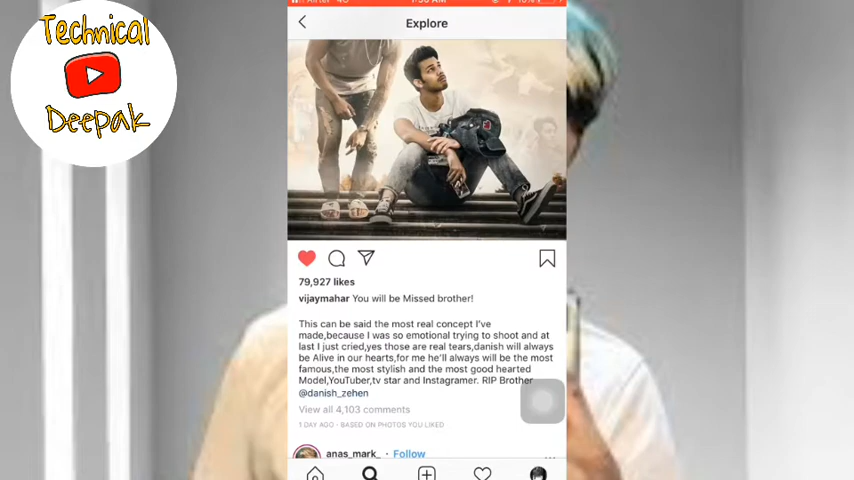 Technical
Deepak
Explore
79,927 likes
vijaymahar You will be Missed brother!
This can be said the most real concept I've
made,because I was so emotional trying to shoot and at
last I just cried,yes those are real tears,danish will always
be Alive in our hearts,for me he'll always will be the most
famous,the most stylish and the most good hearted
Model,YouTuber,tv star and Instagramer. RIP Brother
@danish_zehen
View all 4,103 comments
1 DAY AGO · BASED ON PHOTOS YOU LIKED
anas_mark_ · Follow